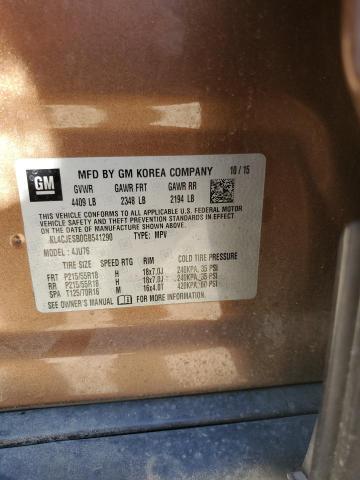 GM
MFD BY GM KOREA COMPANY 10/15
GVWR GAWR FRT GAWR RR
4409 LB 2348 LB 2194 LB
THIS VEHICLE CONFORMS TO ALL APPLICABLE U.S. FEDERAL MOTOR
VEHICLE SAFETY AND THEFT PREVENTION STANDARDS IN EFFECT ON
THE DATE OF MANUFACTURE SHOWN ABOVE.
KL4CJESB0GB541290 TYPE: MPV
MODEL: 4JU76
TIRE SIZE SPEED RTG RIM COLD TIRE PRESSURE
FRT P215/55R18 H 18x7.0J 240KPA, 35 PSI
RR P215/55R18 H 18x7.0J 240KPA, 35 PSI
SPA T125/70R16 M 16x4.0T 420KPA, 60 PSI
SEE OWNER'S MANUAL FOR MORE INFORMATION.